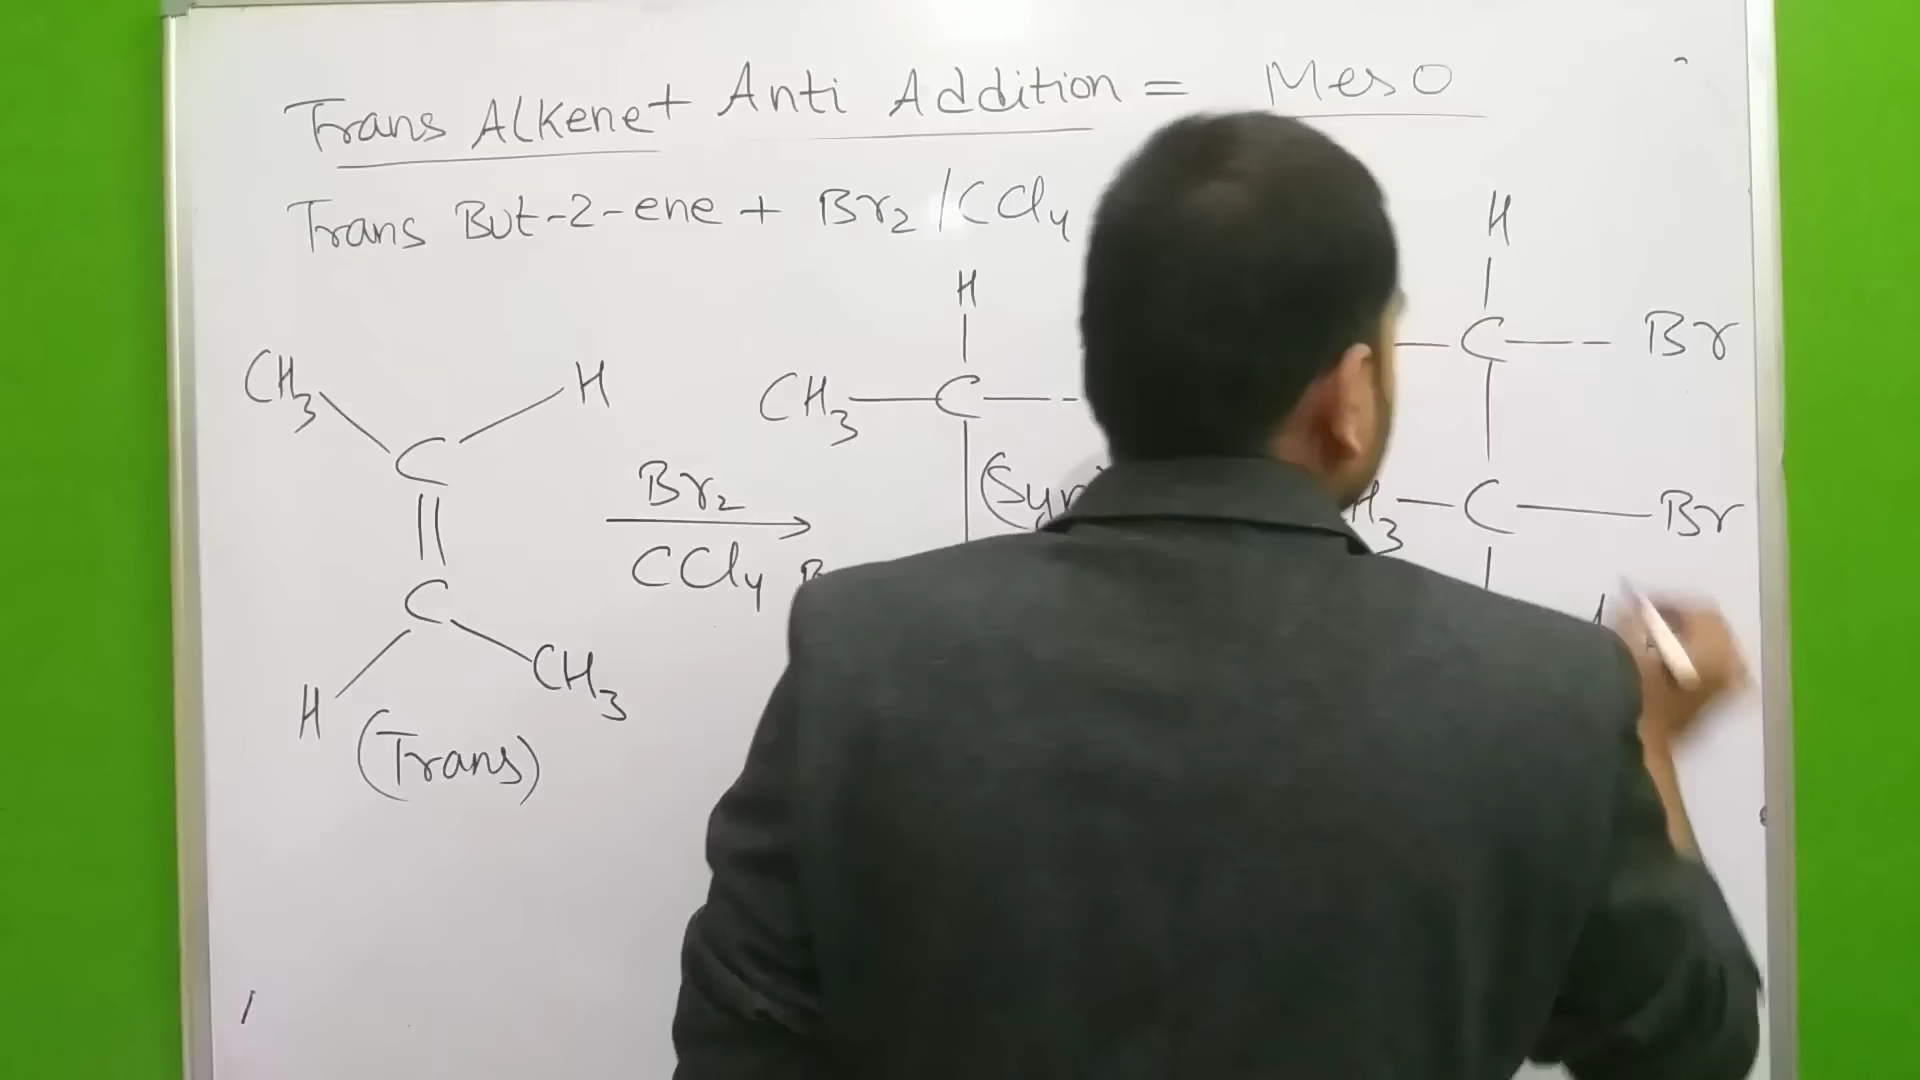 Trans Alkene + Anti Addition = Meso
Trans But-2-ene + Br2/CCl4
CH3 H
C
||
C
H CH3
(Trans)
Br2
CCl4
H
CH3 — C — -
H
— C — - - Br
H3 — C — Br